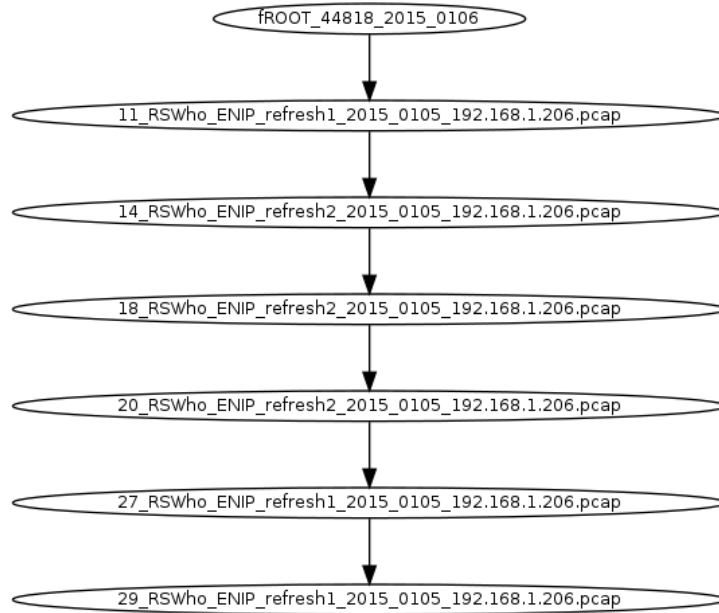 fROOT_44818_2015_0106
11_RSWho_ENIP_refresh1_2015_0105_192.168.1.206.pcap
14_RSWho_ENIP_refresh2_2015_0105_192.168.1.206.pcap
18_RSWho_ENIP_refresh2_2015_0105_192.168.1.206.pcap
20_RSWho_ENIP_refresh2_2015_0105_192.168.1.206.pcap
27_RSWho_ENIP_refresh1_2015_0105_192.168.1.206.pcap
29_RSWho_ENIP_refresh1_2015_0105_192.168.1.206.pcap